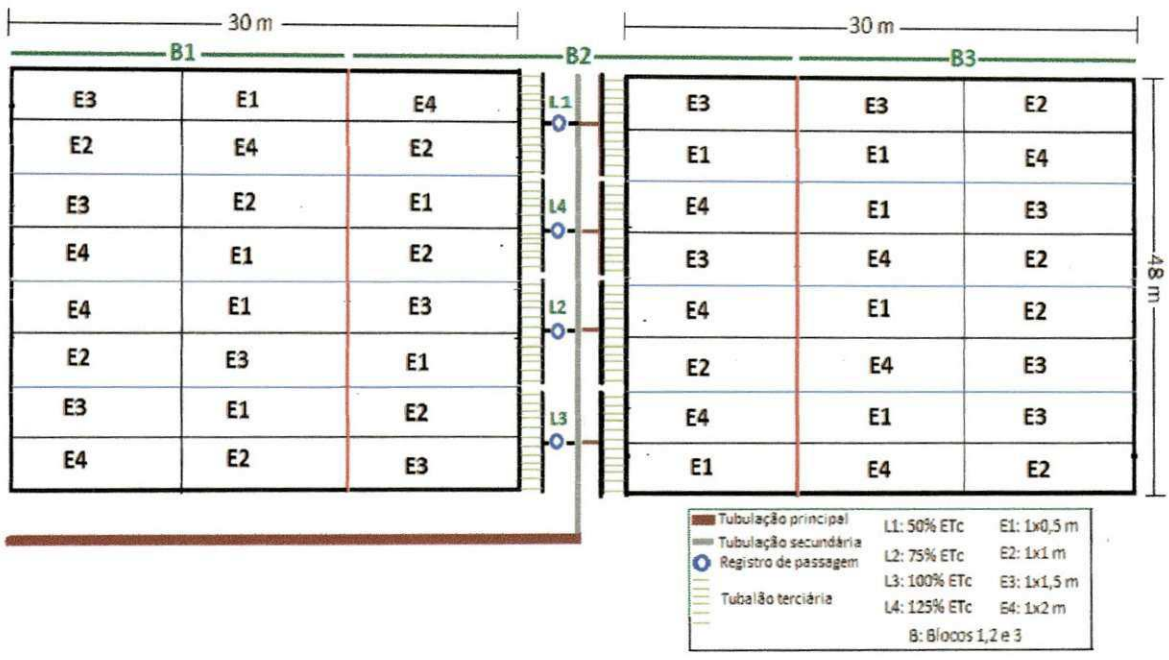 30 m 30 m
B1 B2 B3
E3 E1 E4 L1 E3 E3 E2
E2 E4 E2 E1 E1 E4
E3 E2 E1 L4 E4 E1 E3
E4 E1 E2 E3 E4 E2
E4 E1 E3 L2 E4 E1 E2
E2 E3 E1 E2 E4 E3
E3 E1 E2 L3 E4 E1 E3
E4 E2 E3 E1 E4 E2
48 m
Tubulação principal L1: 50% ETc E1: 1x0,5 m
Tubulação secundária L2: 75% ETc E2: 1x1 m
Registro de passagem L3: 100% ETc E3: 1x1,5 m
Tubalão terciária L4: 125% ETc E4: 1x2 m
B: Blocos 1,2 e 3